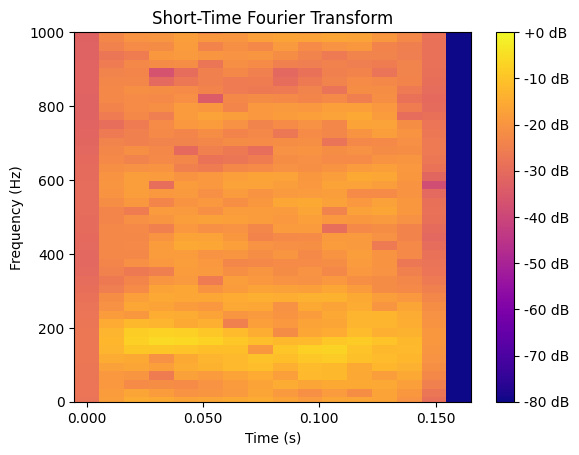 Short-Time Fourier Transform
1000
800
600
400
200
0
Frequency (Hz)
0.000
0.050
0.100
0.150
Time (s)
+0 dB
-10 dB
-20 dB
-30 dB
-40 dB
-50 dB
-60 dB
-70 dB
-80 dB